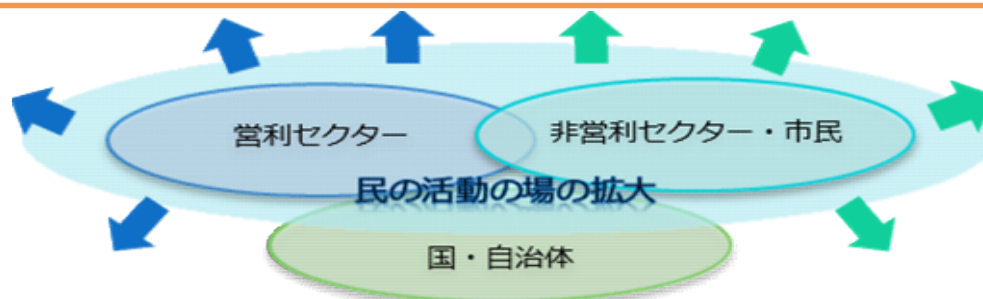 営利セクター
非営利セクター・市民
民の活動の場の拡大
国・自治体